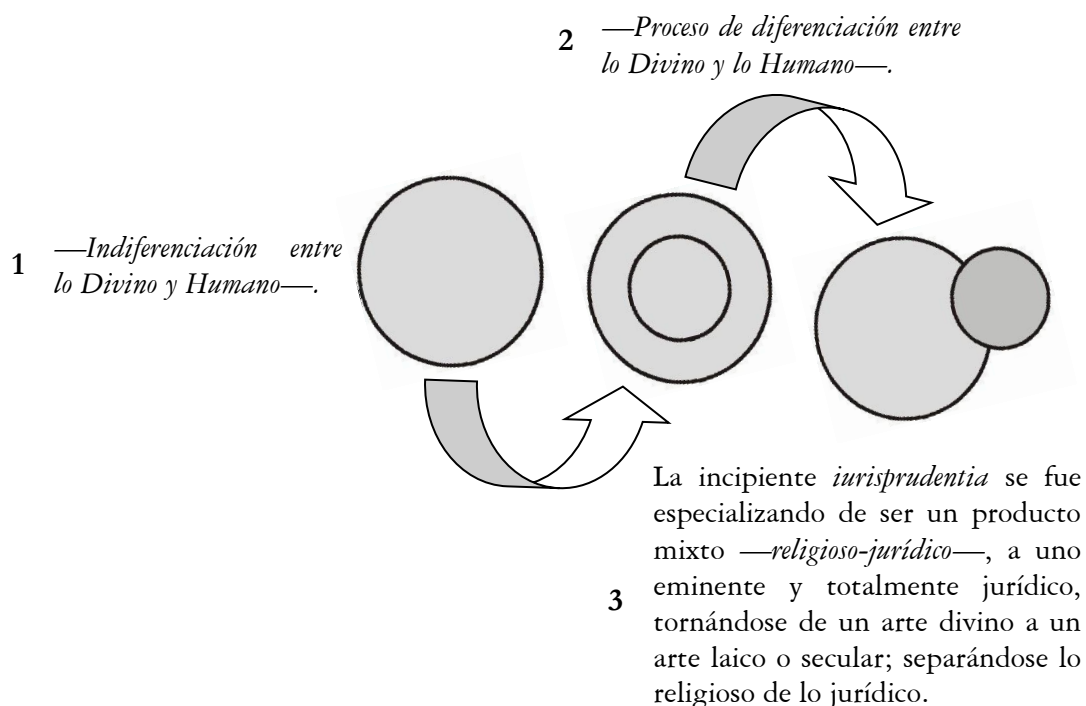 1 —Indiferenciación entre
lo Divino y Humano—.
2 —Proceso de diferenciación entre
lo Divino y lo Humano—.
3 La incipiente iurisprudentia se fue
especializando de ser un producto
mixto —religioso-jurídico—, a uno
eminente y totalmente jurídico,
tornándose de un arte divino a un
arte laico o secular; separándose lo
religioso de lo jurídico.